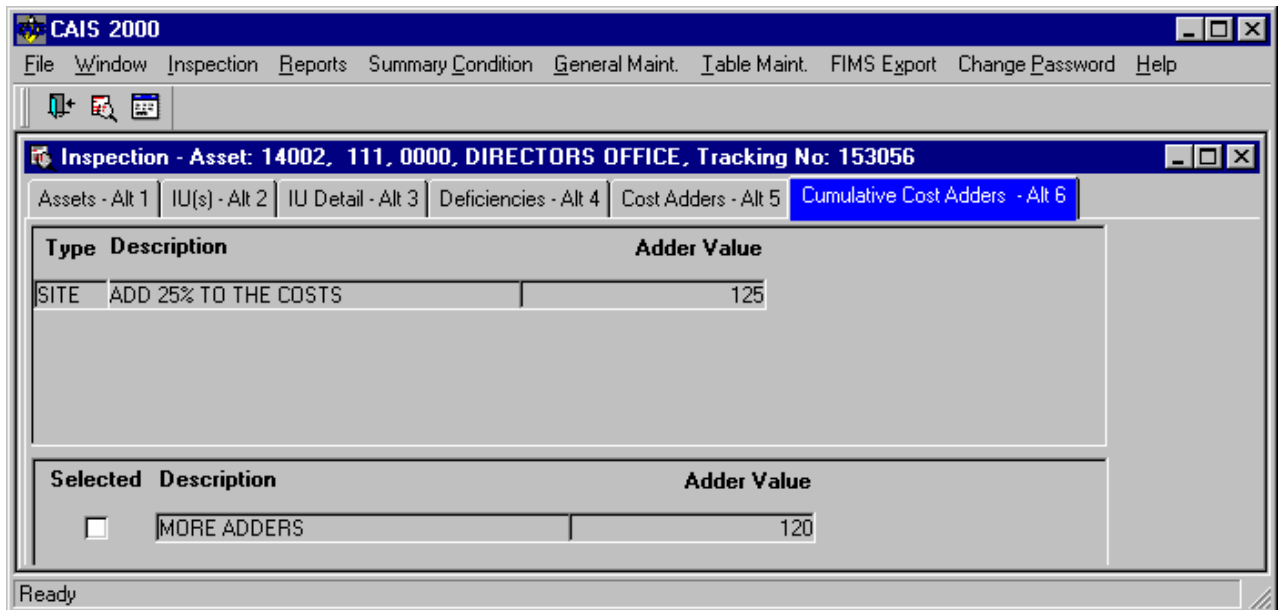 CAIS 2000
File Window Inspection Reports Summary Condition General Maint. Table Maint. FIMS Export Change Password Help
Inspection - Asset: 14002, 111, 0000, DIRECTORS OFFICE, Tracking No: 153056
Assets - Alt 1 IU(s) - Alt 2 IU Detail - Alt 3 Deficiencies - Alt 4 Cost Adders - Alt 5 Cumulative Cost Adders - Alt 6
Type Description Adder Value
SITE ADD 25% TO THE COSTS 125
Selected Description Adder Value
MORE ADDERS 120
Ready